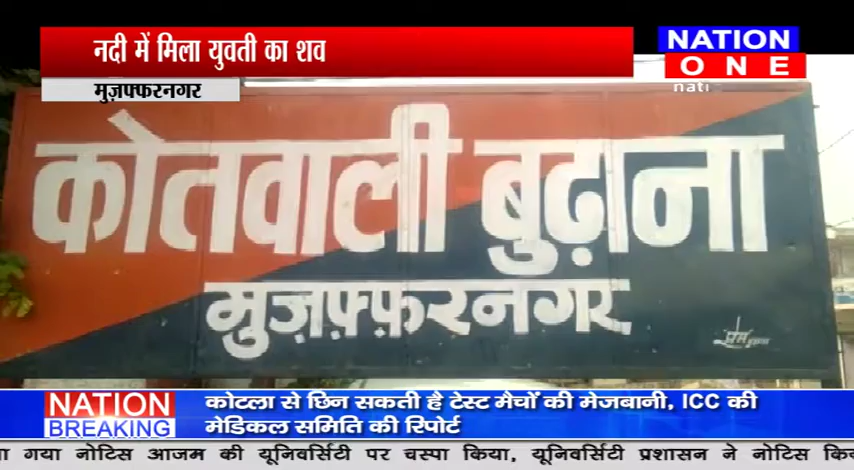 नदी में मिला युवती का शव
NATION
ONE
मुज़फ्फरनगर
nati
कोतवाली बुढ़ाना
मुज़फ़्फ़रनगर
NATION
BREAKING
कोटला से छिन सकती है टेस्ट मैचों की मेजबानी, ICC की
मेडिकल समिति की रिपोर्ट
गया नोटिस आजम की यूनिवर्सिटी पर चस्पा किया, यूनिवर्सिटी प्रशासन ने नोटिस